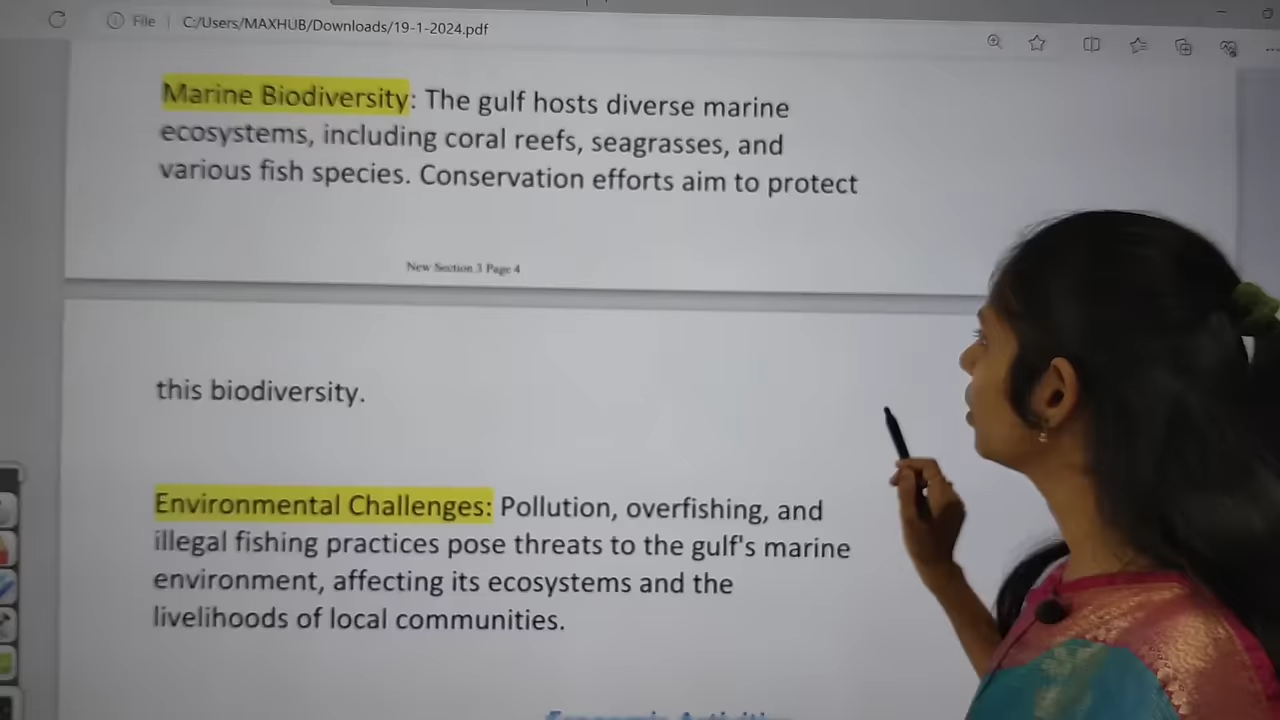 File | C:/Users/MAXHUB/Downloads/19-1-2024.pdf
Marine Biodiversity: The gulf hosts diverse marine
ecosystems, including coral reefs, seagrasses, and
various fish species. Conservation efforts aim to protect
New Section 3 Page 4
this biodiversity.
Environmental Challenges: Pollution, overfishing, and
illegal fishing practices pose threats to the gulf's marine
environment, affecting its ecosystems and the
livelihoods of local communities.